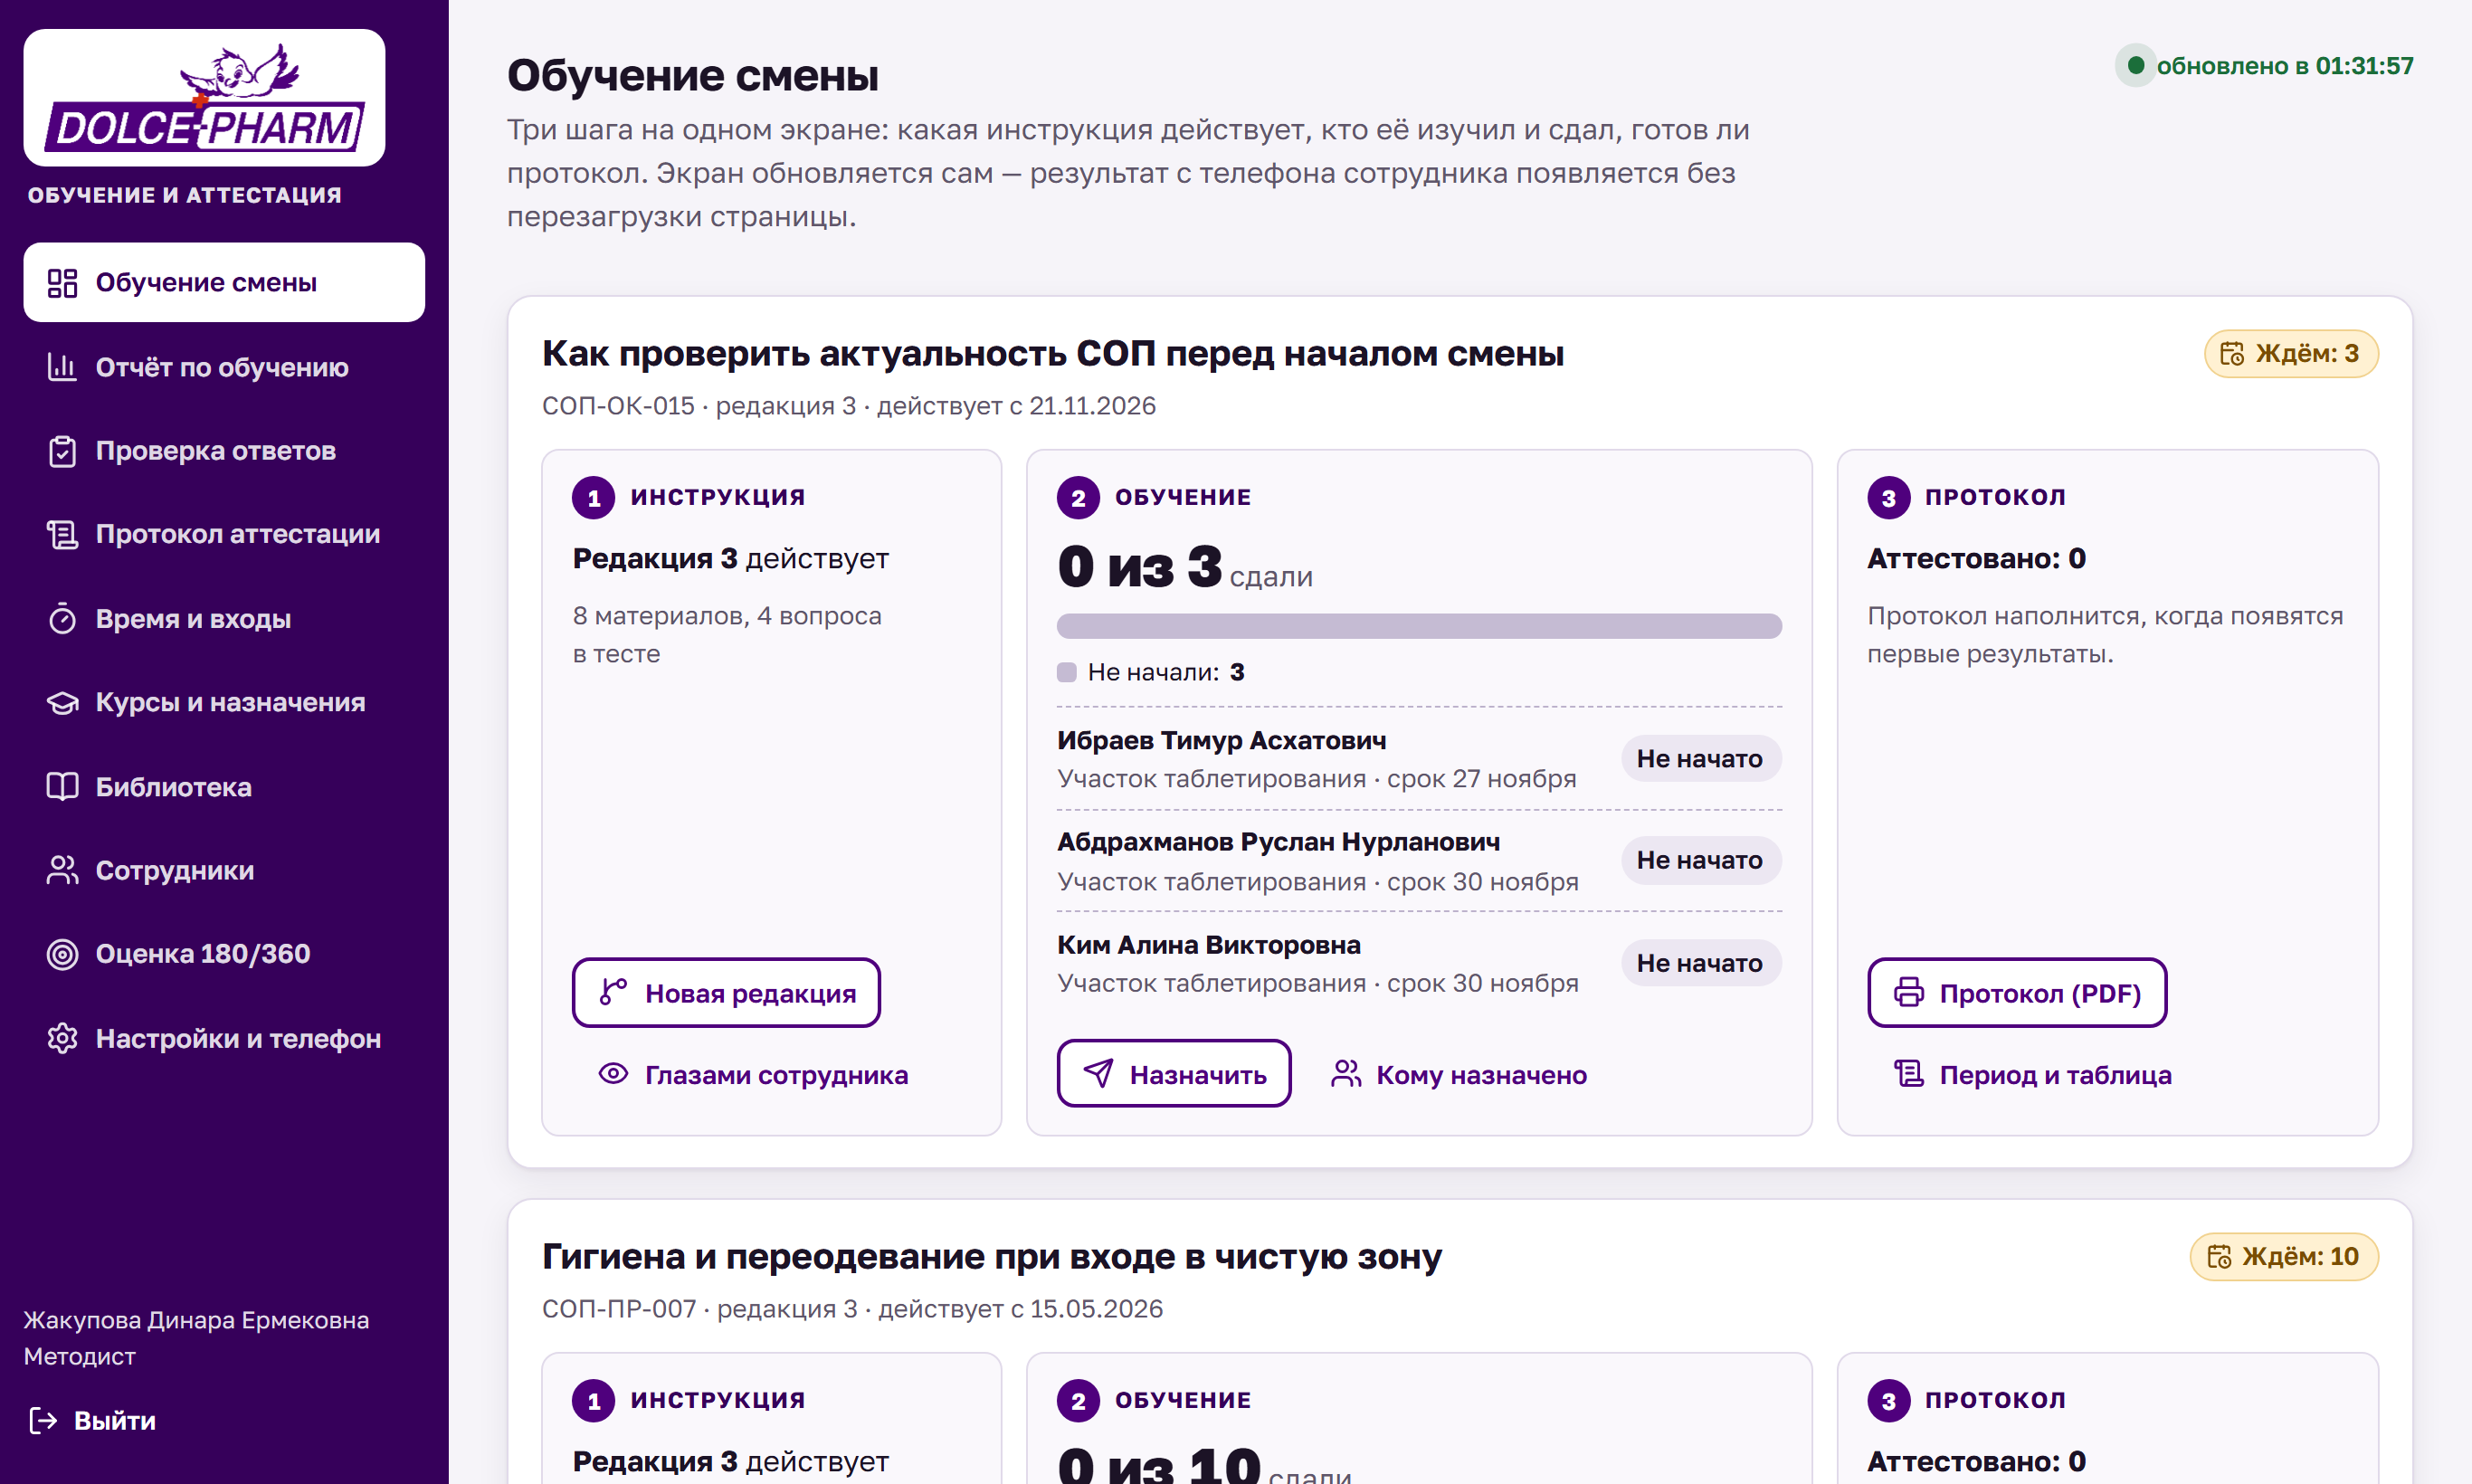 DOLCE-PHARM
ОБУЧЕНИЕ И АТТЕСТАЦИЯ
Обучение смены
Отчёт по обучению
Проверка ответов
Протокол аттестации
Время и входы
Курсы и назначения
Библиотека
Сотрудники
Оценка 180/360
Настройки и телефон
Жакупова Динара Ермековна
Методист
Выйти
Обучение смены
обновлено в 01:31:57
Три шага на одном экране: какая инструкция действует, кто её изучил и сдал, готов ли
протокол. Экран обновляется сам — результат с телефона сотрудника появляется без
перезагрузки страницы.
Как проверить актуальность СОП перед началом смены
Ждём: 3
СОП-ОК-015 · редакция 3 · действует с 21.11.2026
1 ИНСТРУКЦИЯ
Редакция 3 действует
8 материалов, 4 вопроса
в тесте
Новая редакция
Глазами сотрудника
2 ОБУЧЕНИЕ
0 из 3 сдали
Не начали: 3
Ибраев Тимур Асхатович
Участок таблетирования · срок 27 ноября
Не начато
Абдрахманов Руслан Нурланович
Участок таблетирования · срок 30 ноября
Не начато
Ким Алина Викторовна
Участок таблетирования · срок 30 ноября
Не начато
Назначить
Кому назначено
3 ПРОТОКОЛ
Аттестовано: 0
Протокол наполнится, когда появятся
первые результаты.
Протокол (PDF)
Период и таблица
Гигиена и переодевание при входе в чистую зону
Ждём: 10
СОП-ПР-007 · редакция 3 · действует с 15.05.2026
1 ИНСТРУКЦИЯ
Редакция 3 действует
2 ОБУЧЕНИЕ
0 из 10 сдали
3 ПРОТОКОЛ
Аттестовано: 0